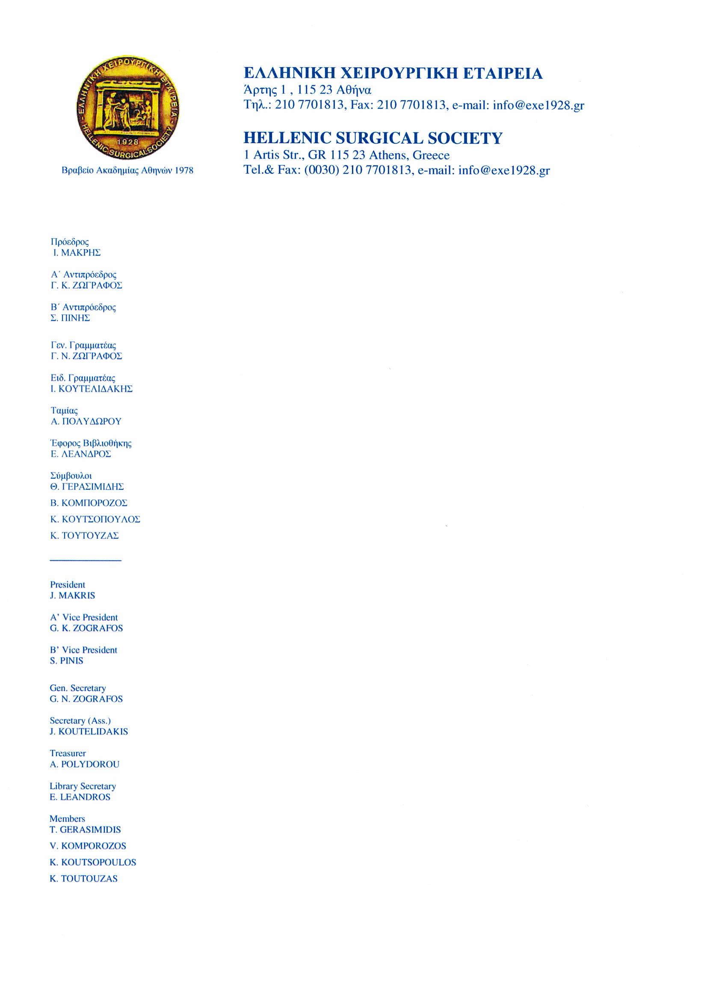 ΕΛΛΗΝΙΚΗ ΧΕΙΡΟΥΡΓΙΚΗ ΕΤΑΙΡΕΙΑ - HELLENIC SURGICAL SOCIETY -
1928
Βραβείο Ακαδημίας Αθηνών 1978
ΕΛΛΗΝΙΚΗ ΧΕΙΡΟΥΡΓΙΚΗ ΕΤΑΙΡΕΙΑ
Άρτης 1 , 115 23 Αθήνα
Τηλ.: 210 7701813, Fax: 210 7701813, e-mail: info@exe1928.gr
HELLENIC SURGICAL SOCIETY
1 Artis Str., GR 115 23 Athens, Greece
Tel.& Fax: (0030) 210 7701813, e-mail: info@exe1928.gr
Πρόεδρος
Ι. ΜΑΚΡΗΣ
Α΄ Αντιπρόεδρος
Γ. Κ. ΖΩΓΡΑΦΟΣ
Β΄ Αντιπρόεδρος
Σ. ΠΙΝΗΣ
Γεν. Γραμματέας
Γ. Ν. ΖΩΓΡΑΦΟΣ
Ειδ. Γραμματέας
Ι. ΚΟΥΤΕΛΙΔΑΚΗΣ
Ταμίας
Α. ΠΟΛΥΔΩΡΟΥ
Έφορος Βιβλιοθήκης
Ε. ΛΕΑΝΔΡΟΣ
Σύμβουλοι
Θ. ΓΕΡΑΣΙΜΙΔΗΣ
Β. ΚΟΜΠΟΡΟΖΟΣ
Κ. ΚΟΥΤΣΟΠΟΥΛΟΣ
Κ. ΤΟΥΤΟΥΖΑΣ
President
J. MAKRIS
A’ Vice President
G. K. ZOGRAFOS
B’ Vice President
S. PINIS
Gen. Secretary
G. N. ZOGRAFOS
Secretary (Ass.)
J. KOUTELIDAKIS
Treasurer
A. POLYDOROU
Library Secretary
E. LEANDROS
Members
T. GERASIMIDIS
V. KOMPOROZOS
K. KOUTSOPOULOS
K. TOUTOUZAS